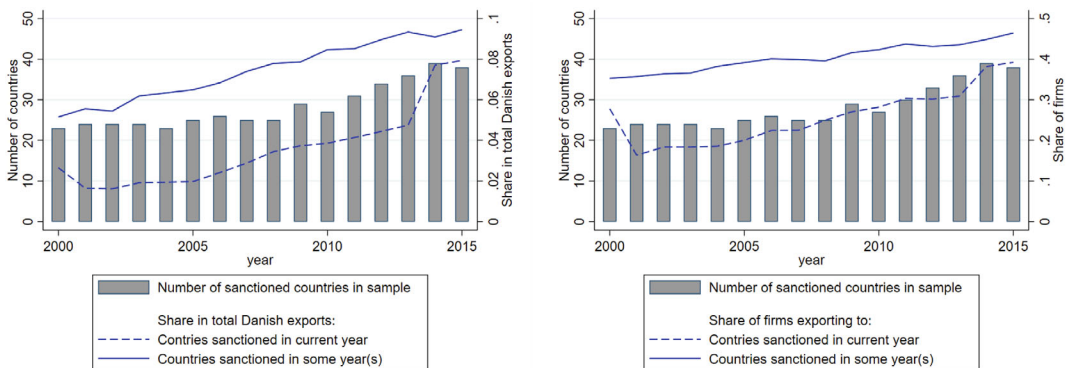 50
40
30
20
10
0
Number of countries
.1
.08
.06
.04
.02
0
Share in total Danish exports
2000
2005
2010
2015
year
Number of sanctioned countries in sample
Share in total Danish exports:
Contries sanctioned in current year
Countries sanctioned in some year(s)
50
40
30
20
10
0
Number of countries
.5
.4
.3
.2
.1
0
Share of firms
2000
2005
2010
2015
year
Number of sanctioned countries in sample
Share of firms exporting to:
Contries sanctioned in current year
Countries sanctioned in some year(s)